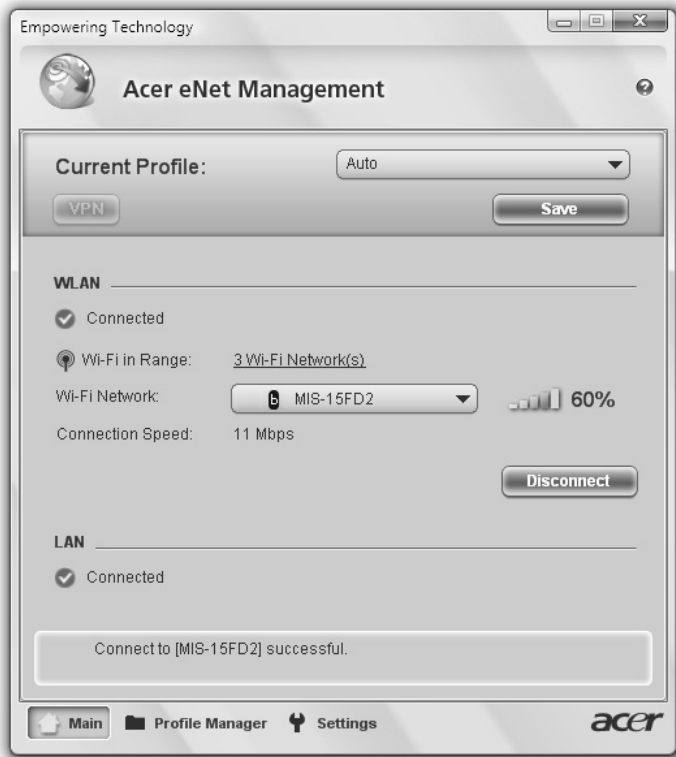 Empowering Technology
Acer eNet Management
?
Current Profile:
Auto
VPN
Save
WLAN
Connected
Wi-Fi in Range: 3 Wi-Fi Network(s)
Wi-Fi Network: b MIS-15FD2 60%
Connection Speed: 11 Mbps
Disconnect
LAN
Connected
Connect to [MIS-15FD2] successful.
Main Profile Manager Settings acer